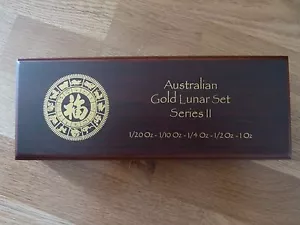 福
Australian
Gold Lunar Set
Series II
1/20 Oz - 1/10 Oz - 1/4 Oz - 1/2 Oz - 1 Oz